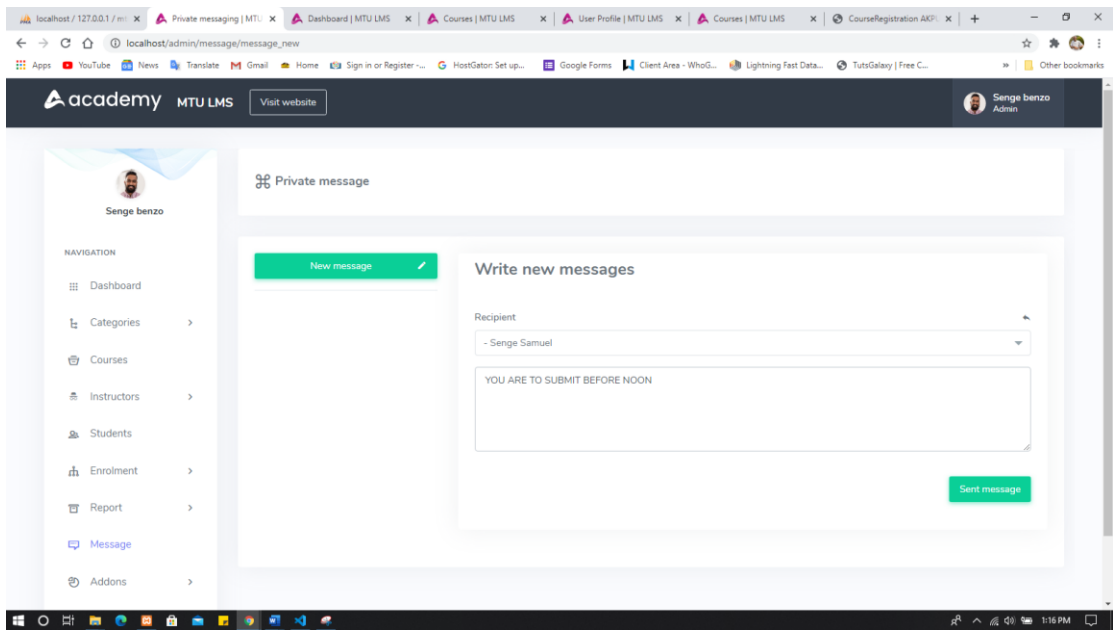 localhost / 127.0.0.1 / m
Private messaging | MTU
Dashboard | MTU LMS
Courses | MTU LMS
User Profile | MTU LMS
Courses | MTU LMS
CourseRegistration AKP
localhost/admin/message/message_new
Apps
YouTube
News
Translate
Gmail
Home
Sign in or Register -...
HostGator: Set up...
Google Forms
Client Area - WhoG...
Lightning Fast Data...
TutsGalaxy | Free C...
Other bookmarks
academy MTU LMS
Visit website
Senge benzo
Admin
Senge benzo
NAVIGATION
Dashboard
Categories
Courses
Instructors
Students
Enrolment
Report
Message
Addons
Private message
New message
Write new messages
Recipient
- Senge Samuel
YOU ARE TO SUBMIT BEFORE NOON
Sent message
1:16 PM